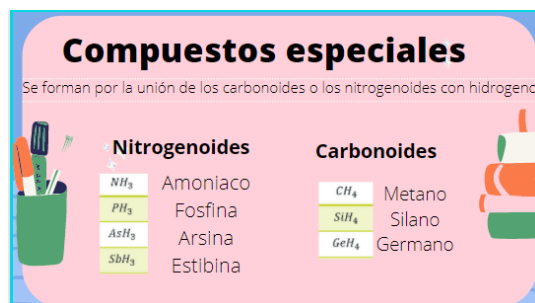 Compuestos especiales
Se forman por la unión de los carbonoides o los nitrogenoides con hidrogeno
Nitrogenoides
NH₃ Amoniaco
PH₃ Fosfina
AsH₃ Arsina
SbH₃ Estibina
Carbonoides
CH₄ Metano
SiH₄ Silano
GeH₄ Germano